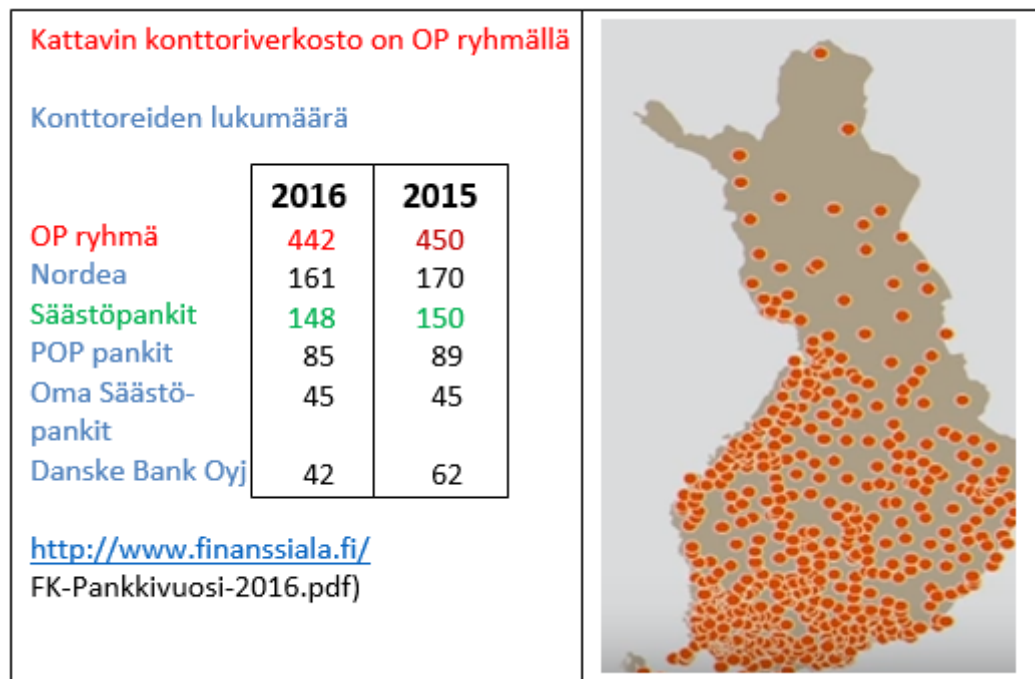 Kattavin konttoriverkosto on OP ryhmällä
Konttoreiden lukumäärä
2016 2015
OP ryhmä 442 450
Nordea 161 170
Säästöpankit 148 150
POP pankit 85 89
Oma Säästö- 45 45
pankit
Danske Bank Oyj 42 62
http://www.finanssiala.fi/
FK-Pankkivuosi-2016.pdf)